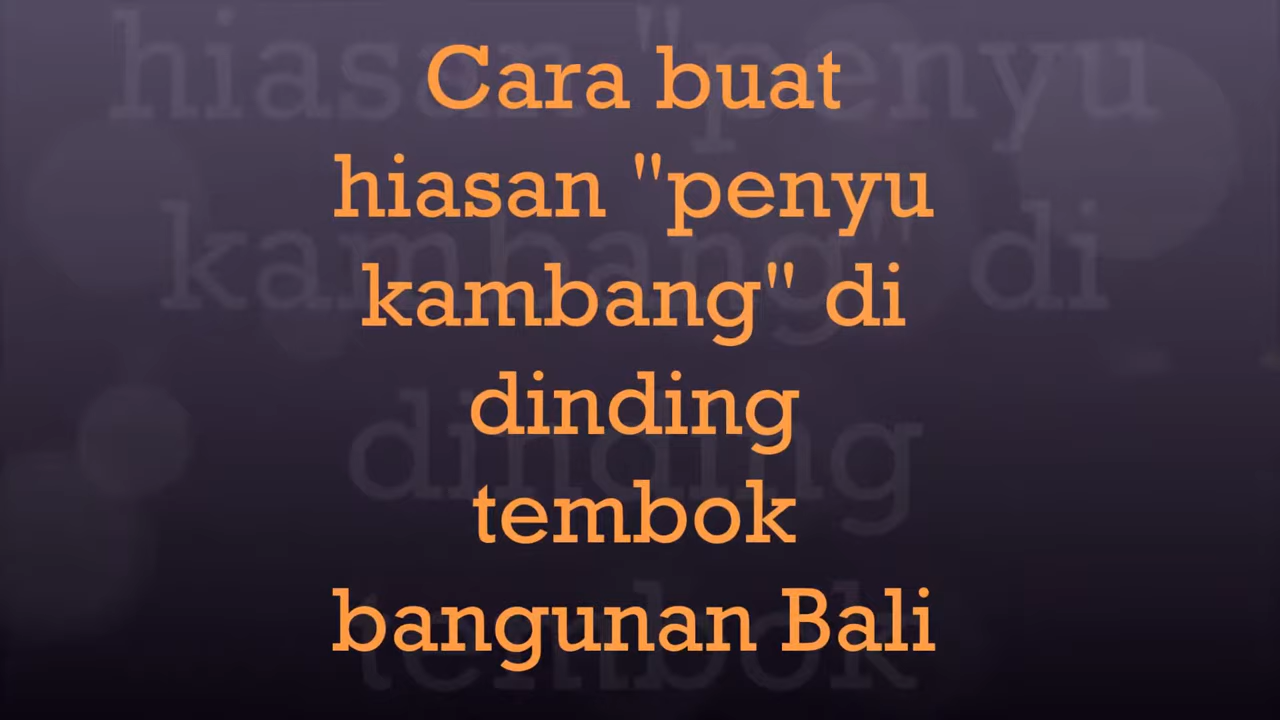 Cara buat
hiasan "penyu
kambang" di
dinding
tembok
bangunan Bali